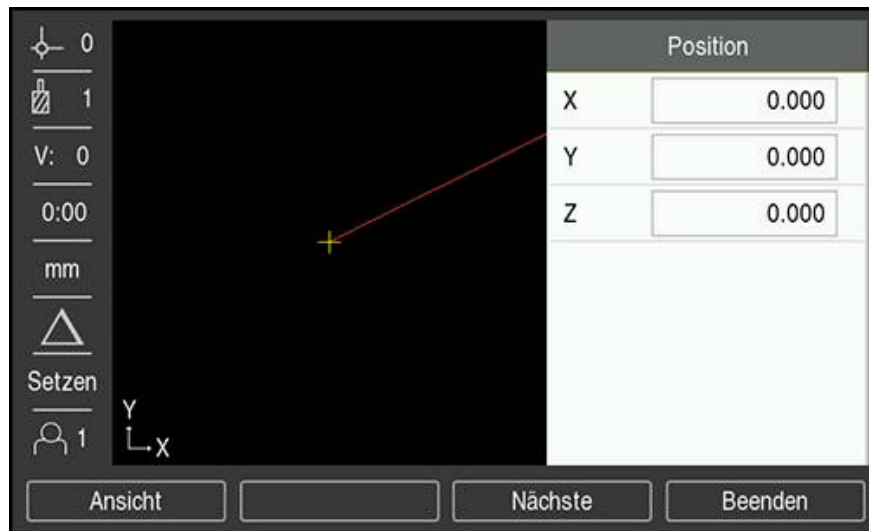 0
1
V: 0
0:00
mm
Setzen
1
Y
X
Position
X 0.000
Y 0.000
Z 0.000
Ansicht Nächste Beenden